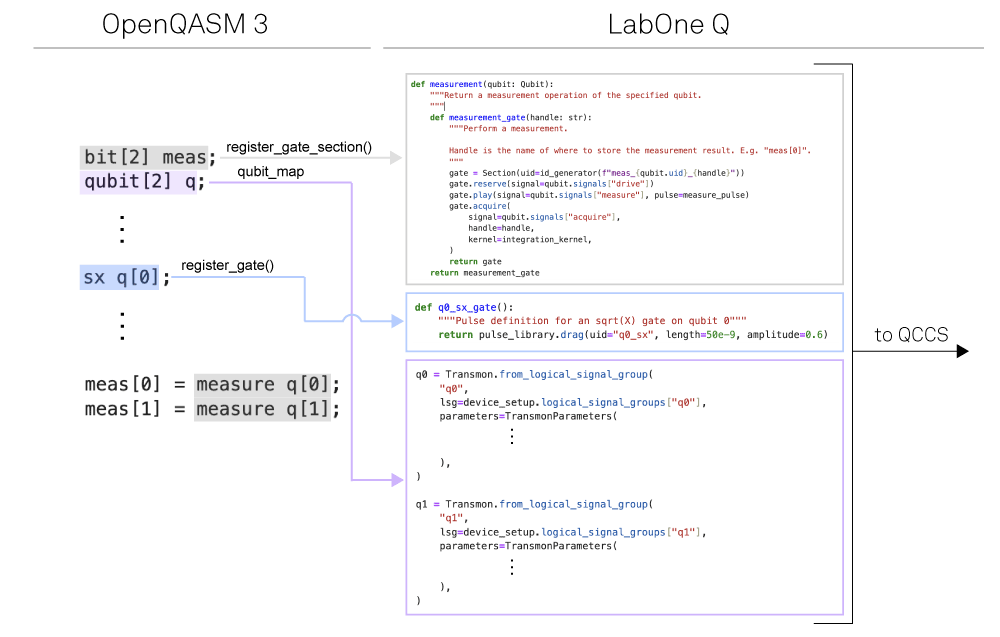 OpenQASM 3
LabOne Q
bit[2] meas;
register_gate_section()
qubit[2] q;
qubit_map
⋮
sx q[0];
register_gate()
⋮
meas[0] = measure q[0];
meas[1] = measure q[1];
def measurement(qubit: Qubit):
"""Return a measurement operation of the specified qubit.
"""
def measurement_gate(handle: str):
"""Perform a measurement.
Handle is the name of where to store the measurement result. E.g. "meas[0]".
"""
gate = Section(uid=id_generator(f"meas_{qubit.uid}_{handle}"))
gate.reserve(signal=qubit.signals["drive"])
gate.play(signal=qubit.signals["measure"], pulse=measure_pulse)
gate.acquire(
signal=qubit.signals["acquire"],
handle=handle,
kernel=integration_kernel,
)
return gate
return measurement_gate
def q0_sx_gate():
"""Pulse definition for an sqrt(X) gate on qubit 0"""
return pulse_library.drag(uid="q0_sx", length=50e-9, amplitude=0.6)
q0 = Transmon.from_logical_signal_group(
"q0",
lsg=device_setup.logical_signal_groups["q0"],
parameters=TransmonParameters(
⋮
),
)
q1 = Transmon.from_logical_signal_group(
"q1",
lsg=device_setup.logical_signal_groups["q1"],
parameters=TransmonParameters(
⋮
),
)
to QCCS